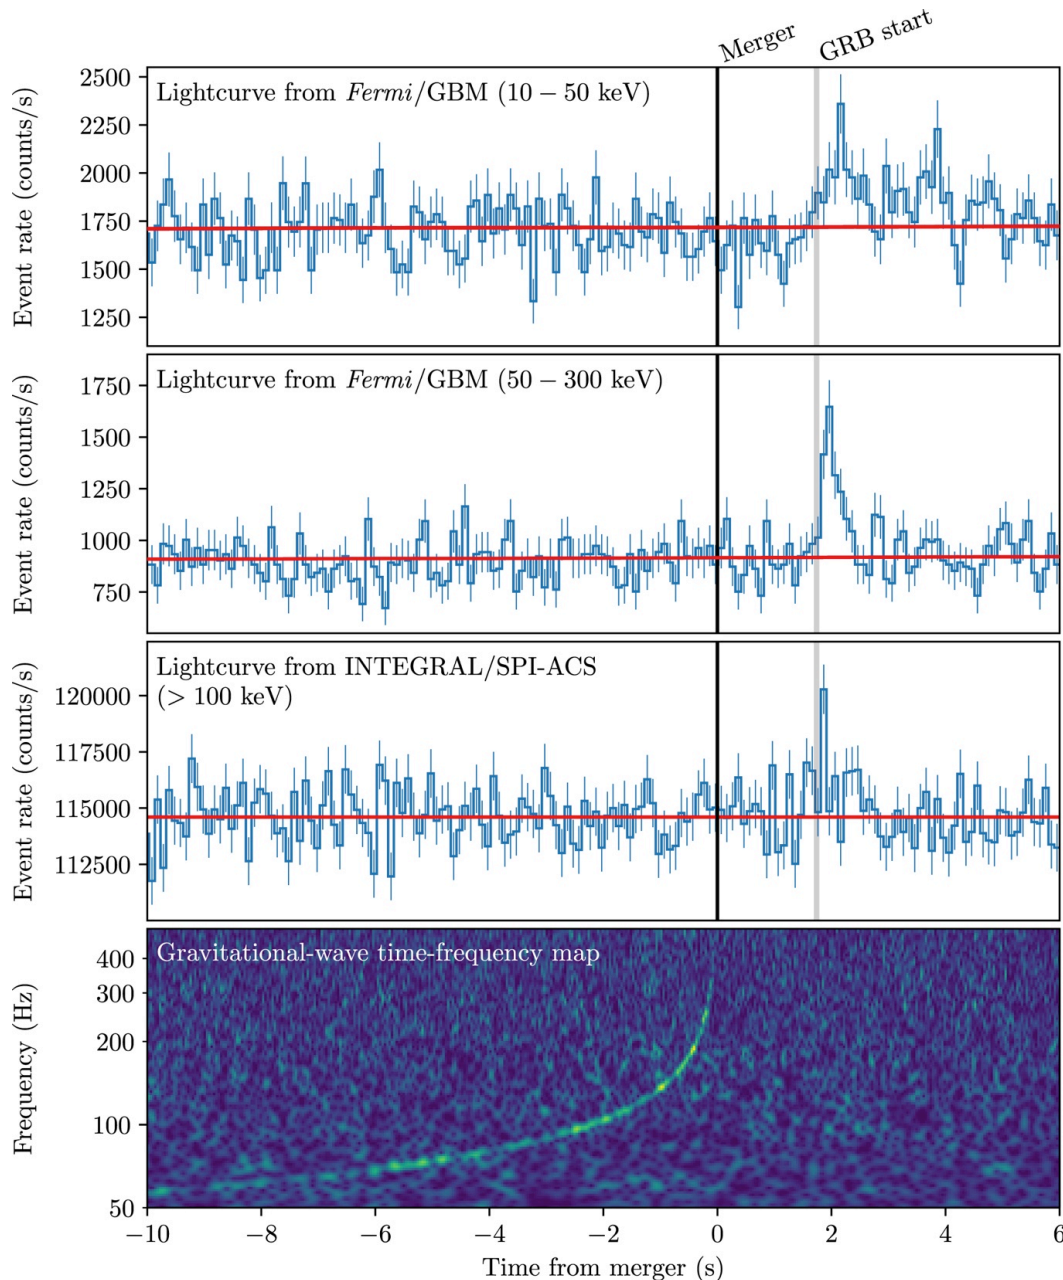 Merger
GRB start
Lightcurve from Fermi/GBM (10 − 50 keV)
2500
2250
2000
1750
1500
1250
Event rate (counts/s)
Lightcurve from Fermi/GBM (50 − 300 keV)
1750
1500
1250
1000
750
Event rate (counts/s)
Lightcurve from INTEGRAL/SPI-ACS
(> 100 keV)
120000
117500
115000
112500
Event rate (counts/s)
Gravitational-wave time-frequency map
400
300
200
100
50
Frequency (Hz)
−10 −8 −6 −4 −2 0 2 4 6
Time from merger (s)